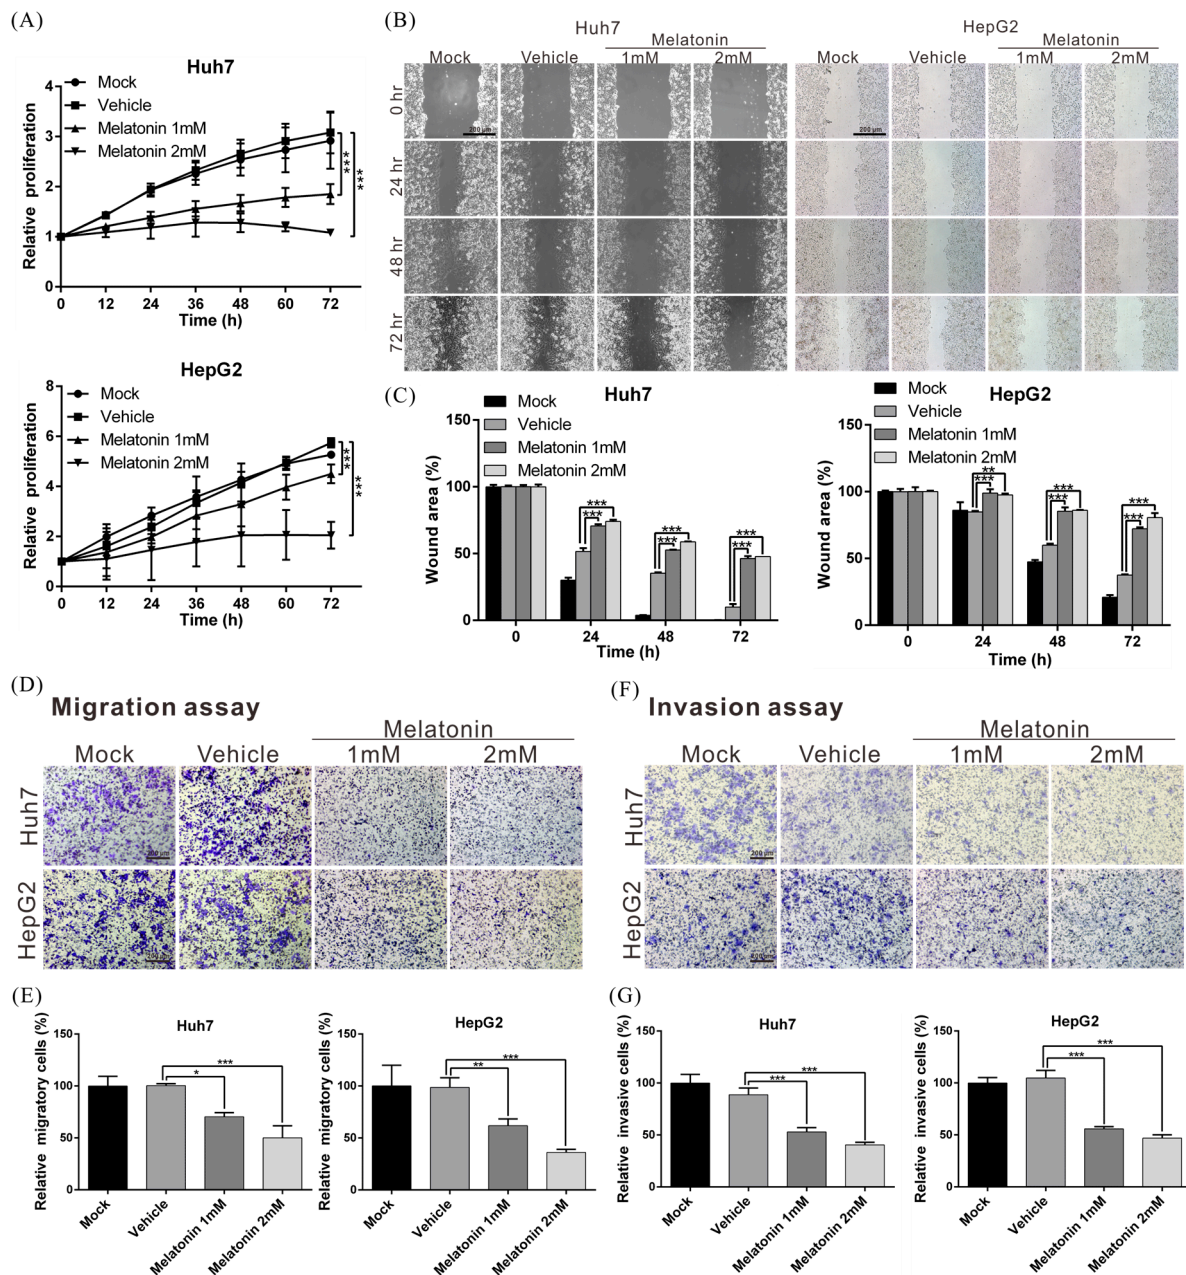 (A)
Huh7
Mock
Vehicle
Melatonin 1mM
Melatonin 2mM
Relative proliferation
4
3
2
1
0
***
***
0 12 24 36 48 60 72
Time (h)
HepG2
Mock
Vehicle
Melatonin 1mM
Melatonin 2mM
Relative proliferation
8
6
4
2
0
***
***
0 12 24 36 48 60 72
Time (h)
(B)
Huh7
Melatonin
Mock Vehicle 1mM 2mM
HepG2
Melatonin
Mock Vehicle 1mM 2mM
0 hr
200 μm
200 μm
24 hr
48 hr
72 hr
(C)
Huh7
Mock
Vehicle
Melatonin 1mM
Melatonin 2mM
Wound area (%)
150
100
50
0
***
***
***
***
***
***
0 24 48 72
Time (h)
HepG2
Mock
Vehicle
Melatonin 1mM
Melatonin 2mM
Wound area (%)
150
100
50
0
**
***
***
***
***
***
0 24 48 72
Time (h)
(D)
Migration assay
Melatonin
Mock Vehicle 1mM 2mM
Huh7
HepG2
(F)
Invasion assay
Melatonin
Mock Vehicle 1mM 2mM
Huh7
200 μm
HepG2
(E)
Huh7
Relative migratory cells (%)
150
100
50
0
***
*
Mock Vehicle Melatonin 1mM Melatonin 2mM
HepG2
Relative migratory cells (%)
150
100
50
0
***
**
Mock Vehicle Melatonin 1mM Melatonin 2mM
(G)
Huh7
Relative invasive cells (%)
150
100
50
0
***
***
Mock Vehicle Melatonin 1mM Melatonin 2mM
HepG2
Relative invasive cells (%)
150
100
50
0
***
***
Mock Vehicle Melatonin 1mM Melatonin 2mM